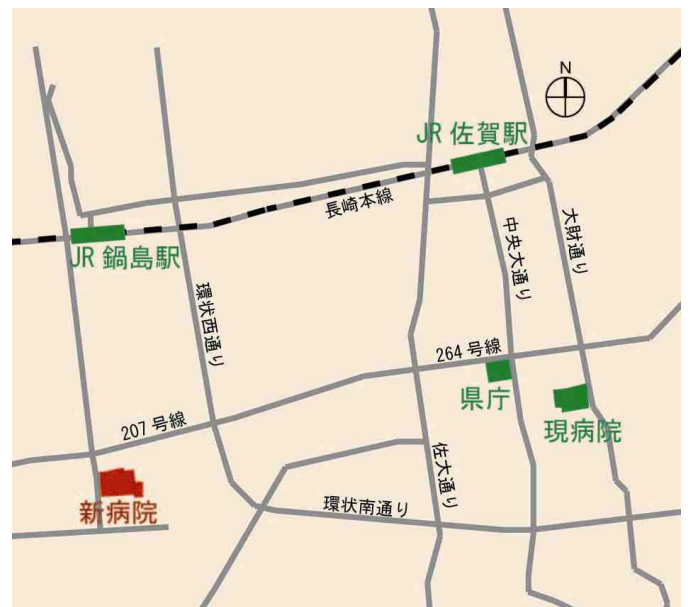 N
JR 佐賀駅
長崎本線
中央大通り
大財通り
JR 鍋島駅
環状西通り
264 号線
県庁
現病院
207 号線
佐大通り
新病院
環状南通り